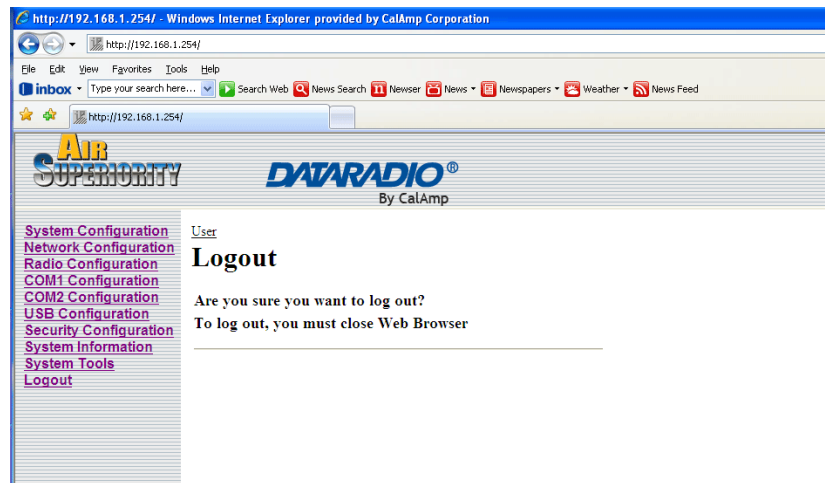 http://192.168.1.254/ - Windows Internet Explorer provided by CalAmp Corporation
http://192.168.1.254/
File Edit View Favorites Tools Help
inbox Type your search here... Search Web News Search n Newser News Newspapers Weather News Feed
http://192.168.1.254/
AIR
SUPERIORITY
DATARADIO®
By CalAmp
System Configuration
Network Configuration
Radio Configuration
COM1 Configuration
COM2 Configuration
USB Configuration
Security Configuration
System Information
System Tools
Logout
User
Logout
Are you sure you want to log out?
To log out, you must close Web Browser